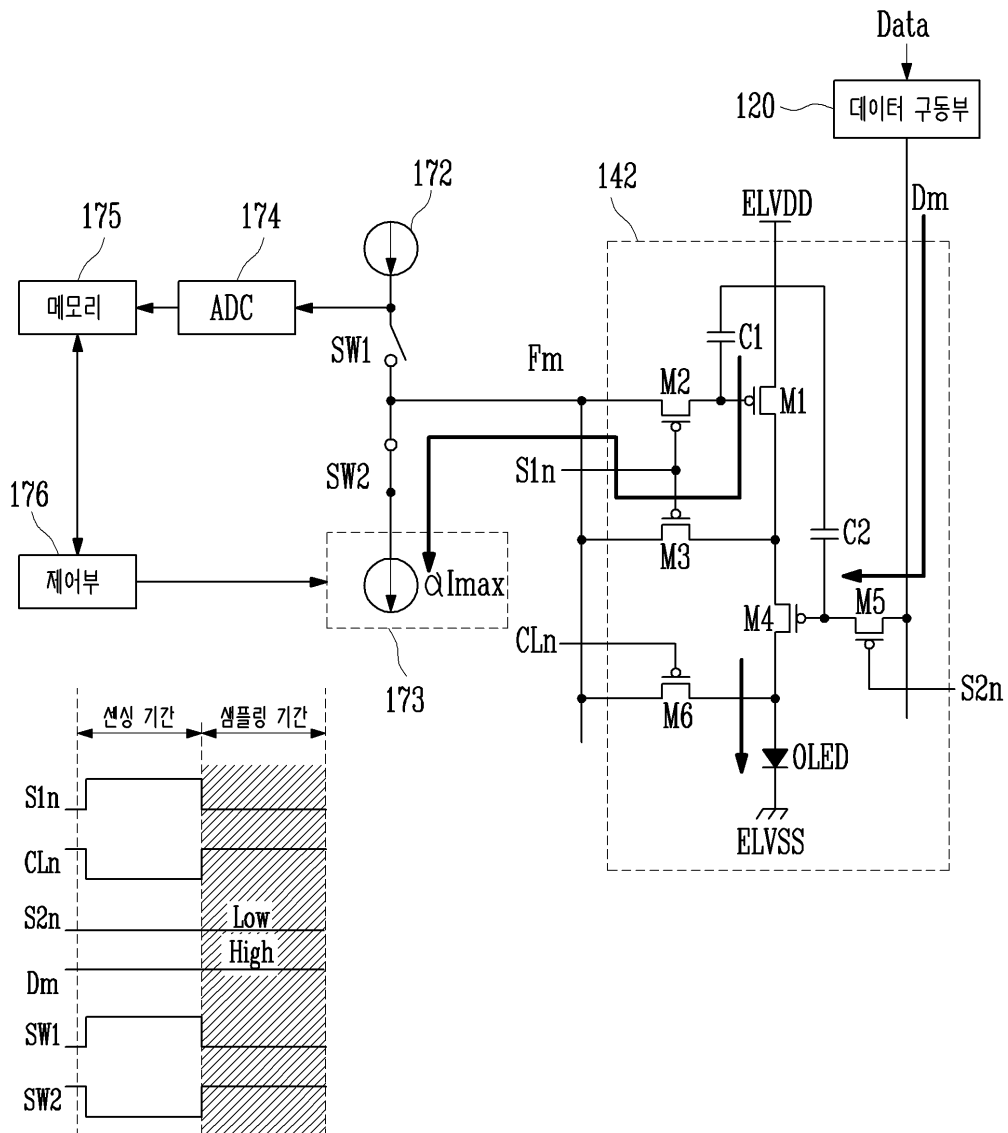 Data
120
데이터 구동부
172
142
175
174
ELVDD
Dm
메모리
ADC
SW1
C1
Fm
M2
M1
S1n
SW2
176
M3
C2
제어부
αImax
M4
M5
CLn
173
S2n
M6
센싱 기간
샘플링 기간
OLED
S1n
ELVSS
CLn
S2n
Low
High
Dm
SW1
SW2